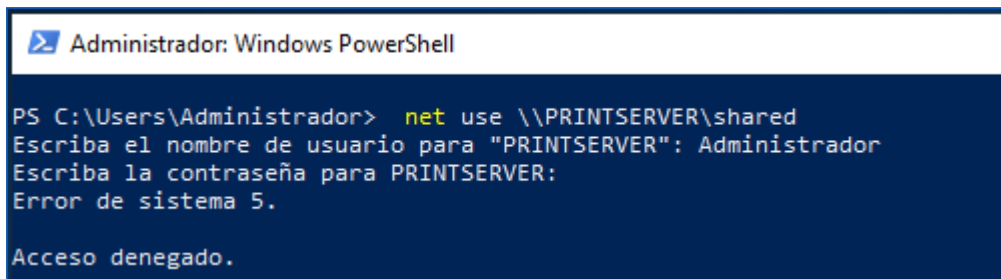 Administrador: Windows PowerShell
PS C:\Users\Administrador>  net use \\PRINTSERVER\shared
Escriba el nombre de usuario para "PRINTSERVER": Administrador
Escriba la contraseña para PRINTSERVER:
Error de sistema 5.
Acceso denegado.